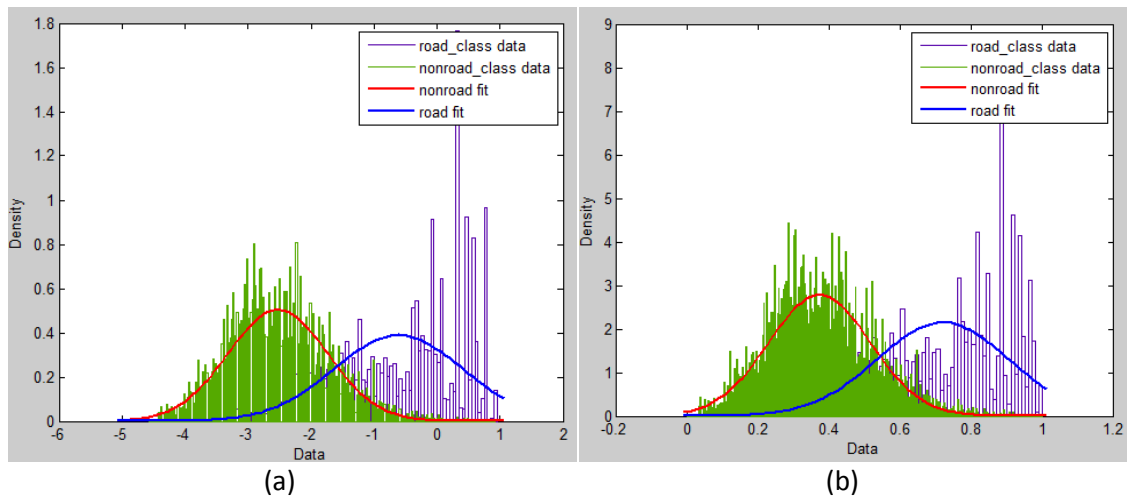 1.8
1.6
1.4
1.2
1
0.8
0.6
0.4
0.2
0
-6 -5 -4 -3 -2 -1 0 1 2
Density
Data
road_class data
nonroad_class data
nonroad fit
road fit
(a)
9
8
7
6
5
4
3
2
1
0
-0.2 0 0.2 0.4 0.6 0.8 1 1.2
Density
Data
road_class data
nonroad_class data
nonroad fit
road fit
(b)